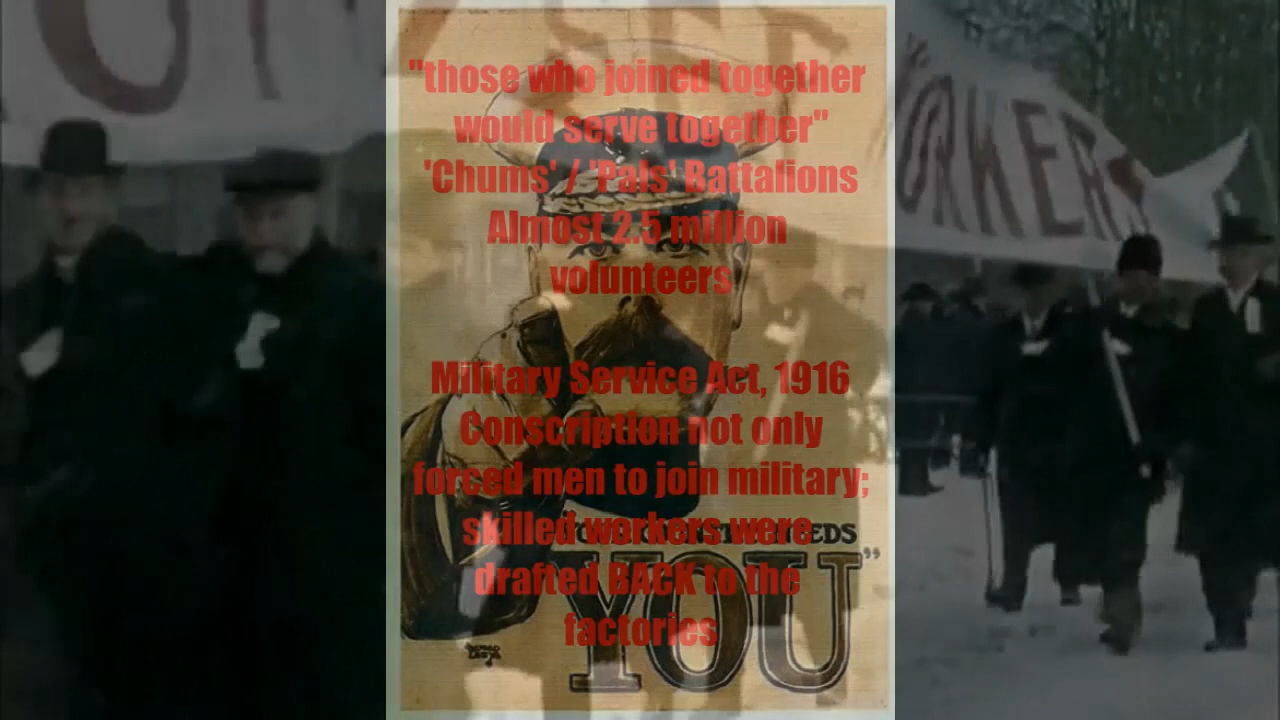 "those who joined together
would serve together"
'Chums' / 'Pals' Battalions
Almost 2.5 million
volunteers
Military Service Act, 1916
Conscription not only
forced men to join military;
skilled workers were
drafted BACK to the
factories
YOU"
ORKER